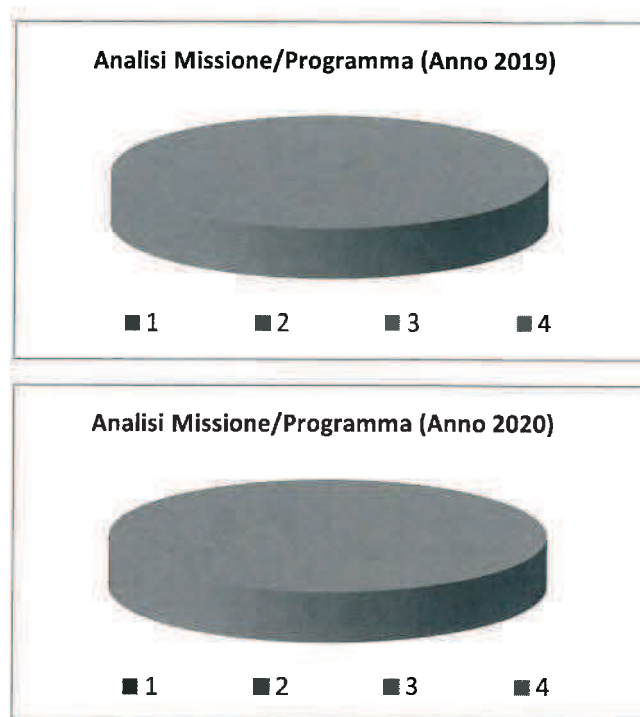 Analisi Missione/Programma (Anno 2019)
1 2 3 4
Analisi Missione/Programma (Anno 2020)
1 2 3 4